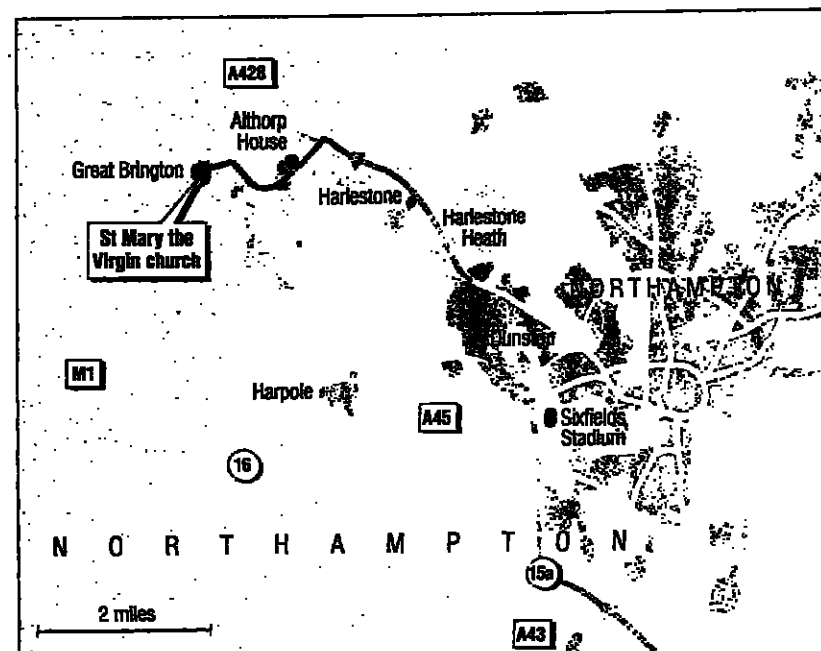 A428
Althorp
House
Great Brington
Harlestone
St Mary the
Virgin church
Harlestone
Heath
NORTHAMPTON
M1
Harpole
A45
Sixfields
Stadium
16
NORTHAMPTON
15a
2 miles
A43